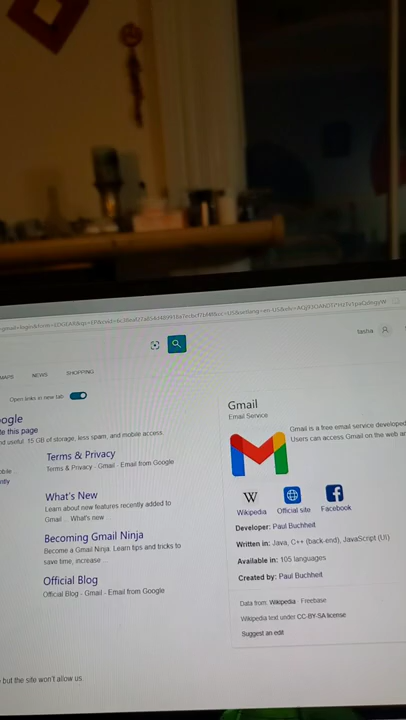 tasha
MAPS
NEWS
SHOPPING
Open links in new tab
ogle
te this page
nd useful. 15 GB of storage, less spam, and mobile access.
bile ...
ntly
Terms & Privacy
Terms & Privacy - Gmail - Email from Google
What's New
Learn about new features recently added to
Gmail ... What's new ...
Becoming Gmail Ninja
Become a Gmail Ninja. Learn tips and tricks to
save time, increase ...
Official Blog
Official Blog - Gmail - Email from Google
but the site won't allow us.
Gmail
Email Service
Gmail is a free email service developed
Users can access Gmail on the web an
W
Wikipedia
Official site
f
Facebook
Developer: Paul Buchheit
Written in: Java, C++ (back-end), JavaScript (UI)
Available in: 105 languages
Created by: Paul Buchheit
Data from: Wikipedia · Freebase
Wikipedia text under CC-BY-SA license
Suggest an edit